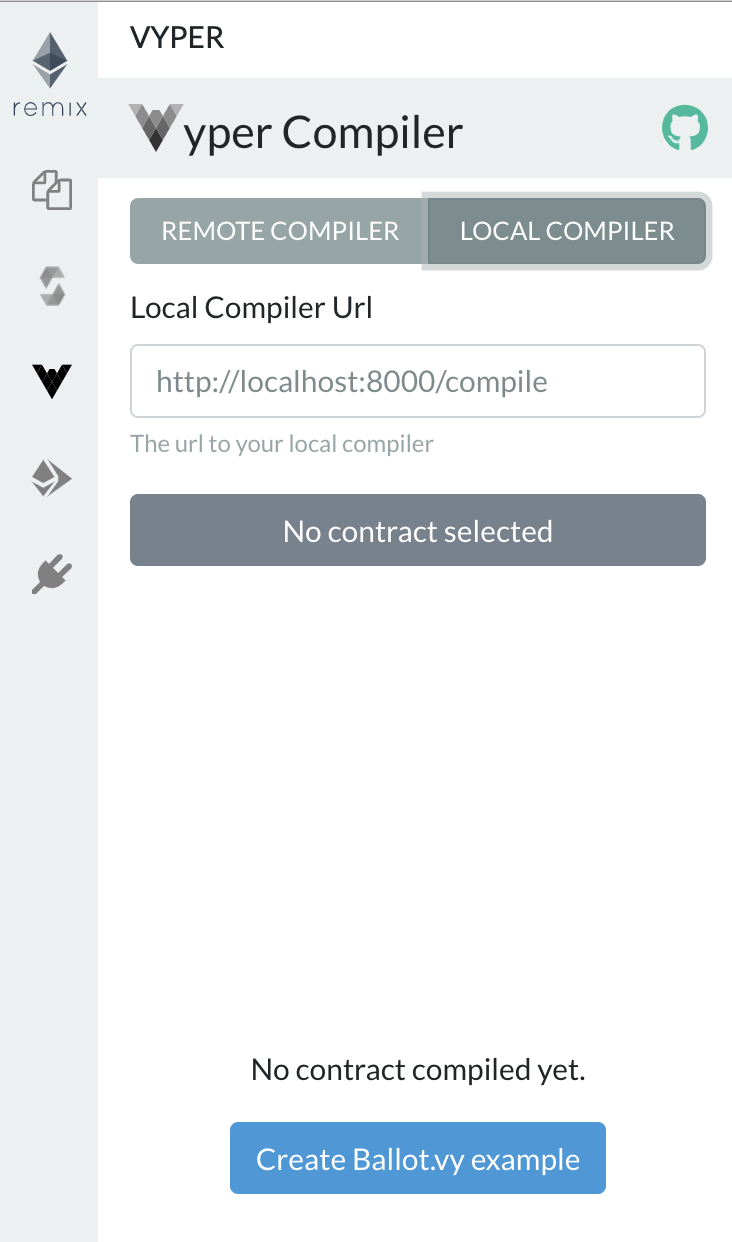 VYPER
remix
yper Compiler
REMOTE COMPILER LOCAL COMPILER
Local Compiler Url
http://localhost:8000/compile
The url to your local compiler
No contract selected
No contract compiled yet.
Create Ballot.vy example